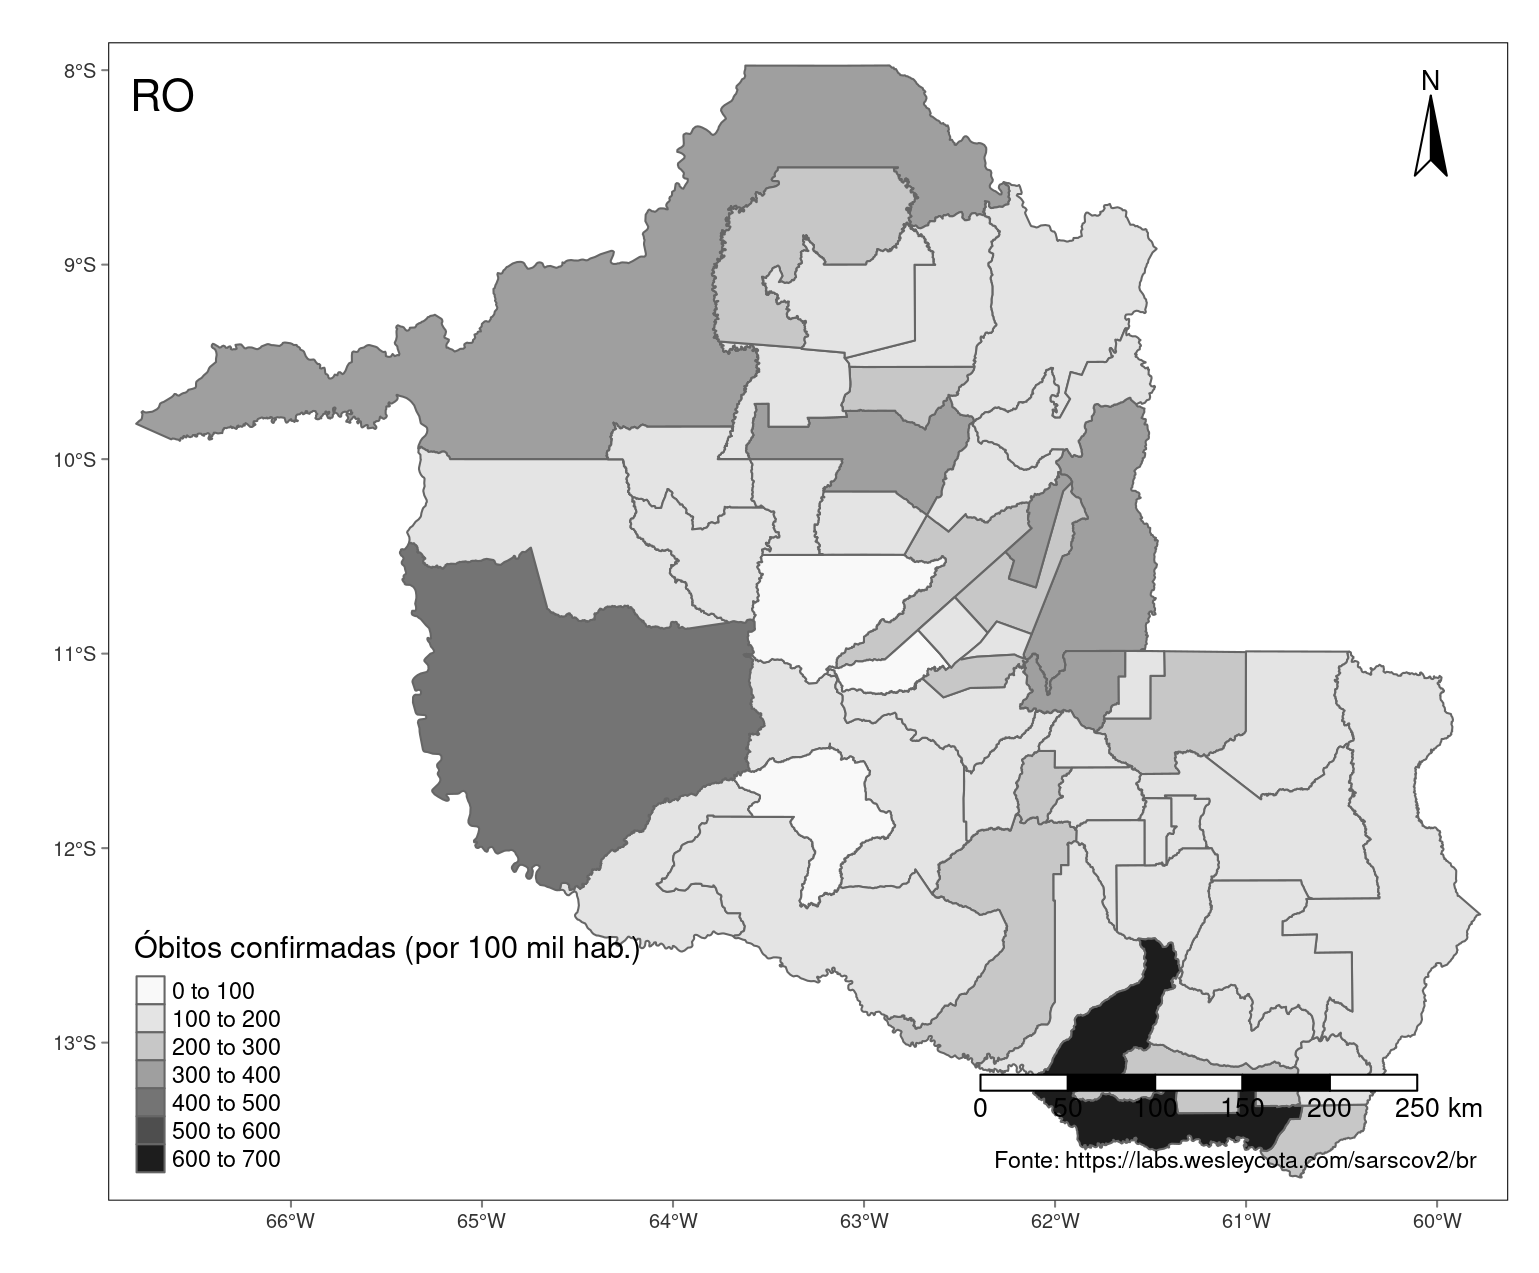 RO
N
8°S
9°S
10°S
11°S
12°S
13°S
Óbitos confirmadas (por 100 mil hab.)
0 to 100
100 to 200
200 to 300
300 to 400
400 to 500
500 to 600
600 to 700
0 50 100 150 200 250 km
Fonte: https://labs.wesleycota.com/sarscov2/br
66°W 65°W 64°W 63°W 62°W 61°W 60°W